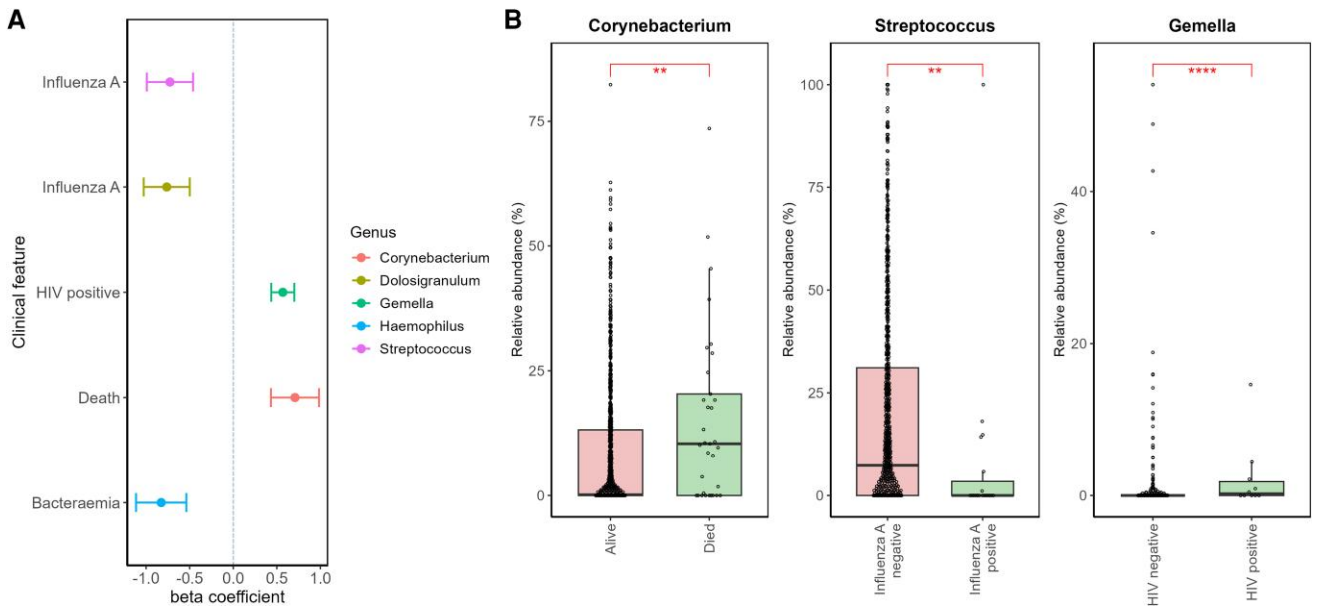 A
Clinical feature
Influenza A
Influenza A
HIV positive
Death
Bacteraemia
-1.0
-0.5
0.0
0.5
1.0
beta coefficient
Genus
Corynebacterium
Dolosigranulum
Gemella
Haemophilus
Streptococcus
B
Corynebacterium
**
Relative abundance (%)
75
50
25
0
Alive
Died
Streptococcus
**
Relative abundance (%)
100
75
50
25
0
Influenza A
negative
Influenza A
positive
Gemella
****
Relative abundance (%)
40
20
0
HIV negative
HIV positive